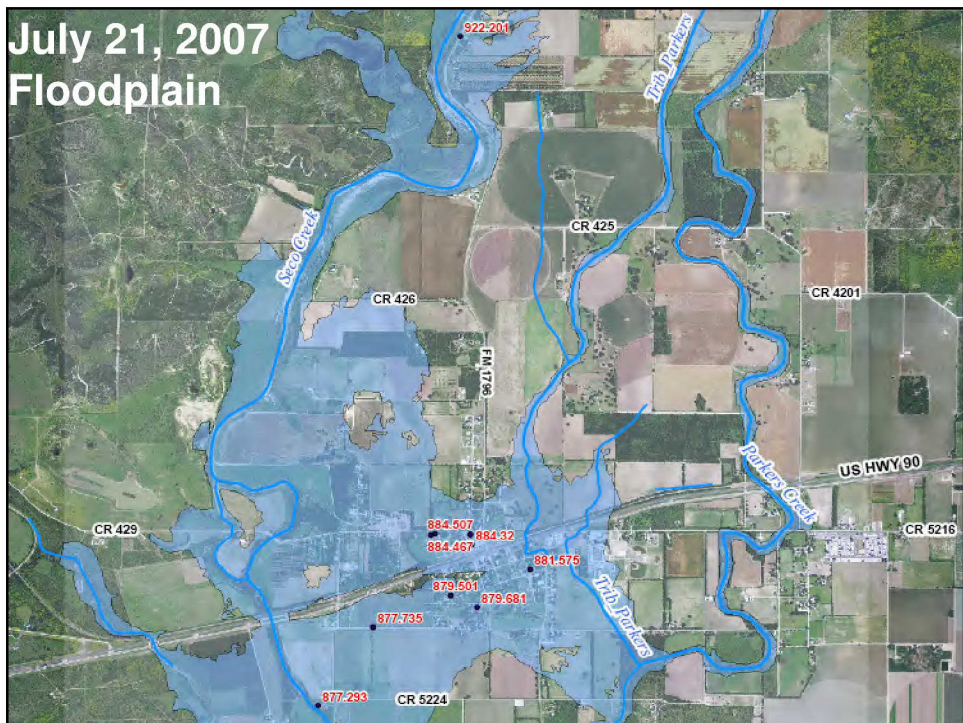 July 21, 2007
Floodplain
922.201
Trib_Parkers
Seco Creek
CR 425
CR 426
CR 4201
FM 1796
US HWY 90
Parkers Creek
CR 429
884.507
884.32
CR 5216
884.467
881.575
879.501
879.681
Trib_Parkers
877.735
877.293
CR 5224